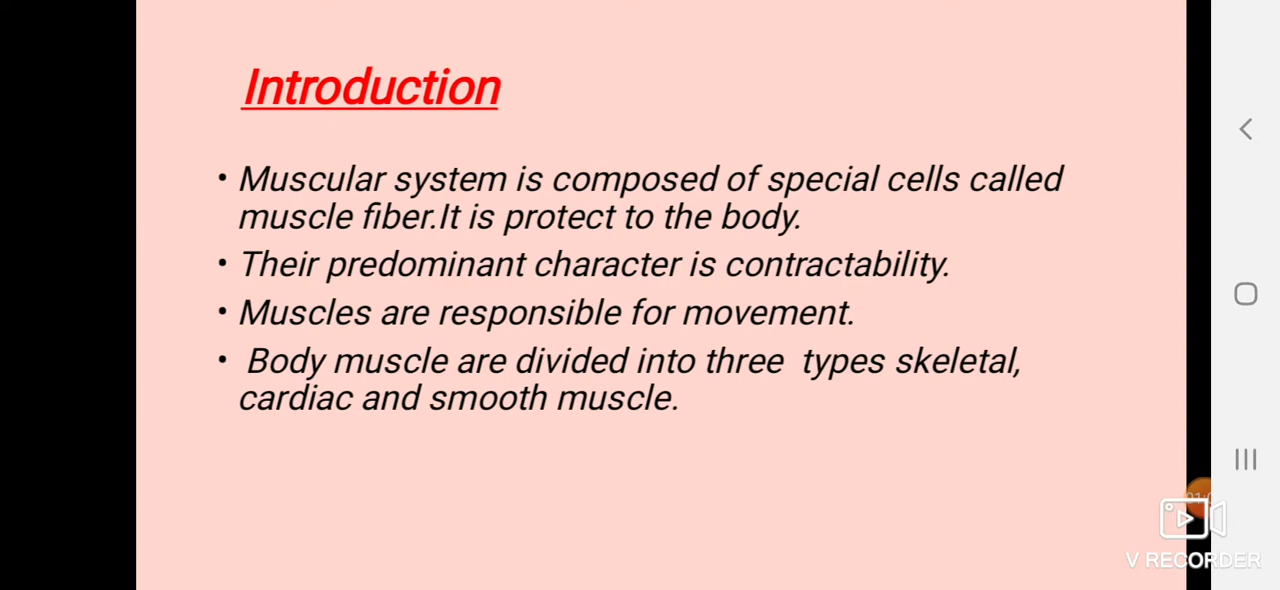 Introduction
• Muscular system is composed of special cells called
muscle fiber.It is protect to the body.
• Their predominant character is contractability.
• Muscles are responsible for movement.
• Body muscle are divided into three types skeletal,
cardiac and smooth muscle.
V RECORDER